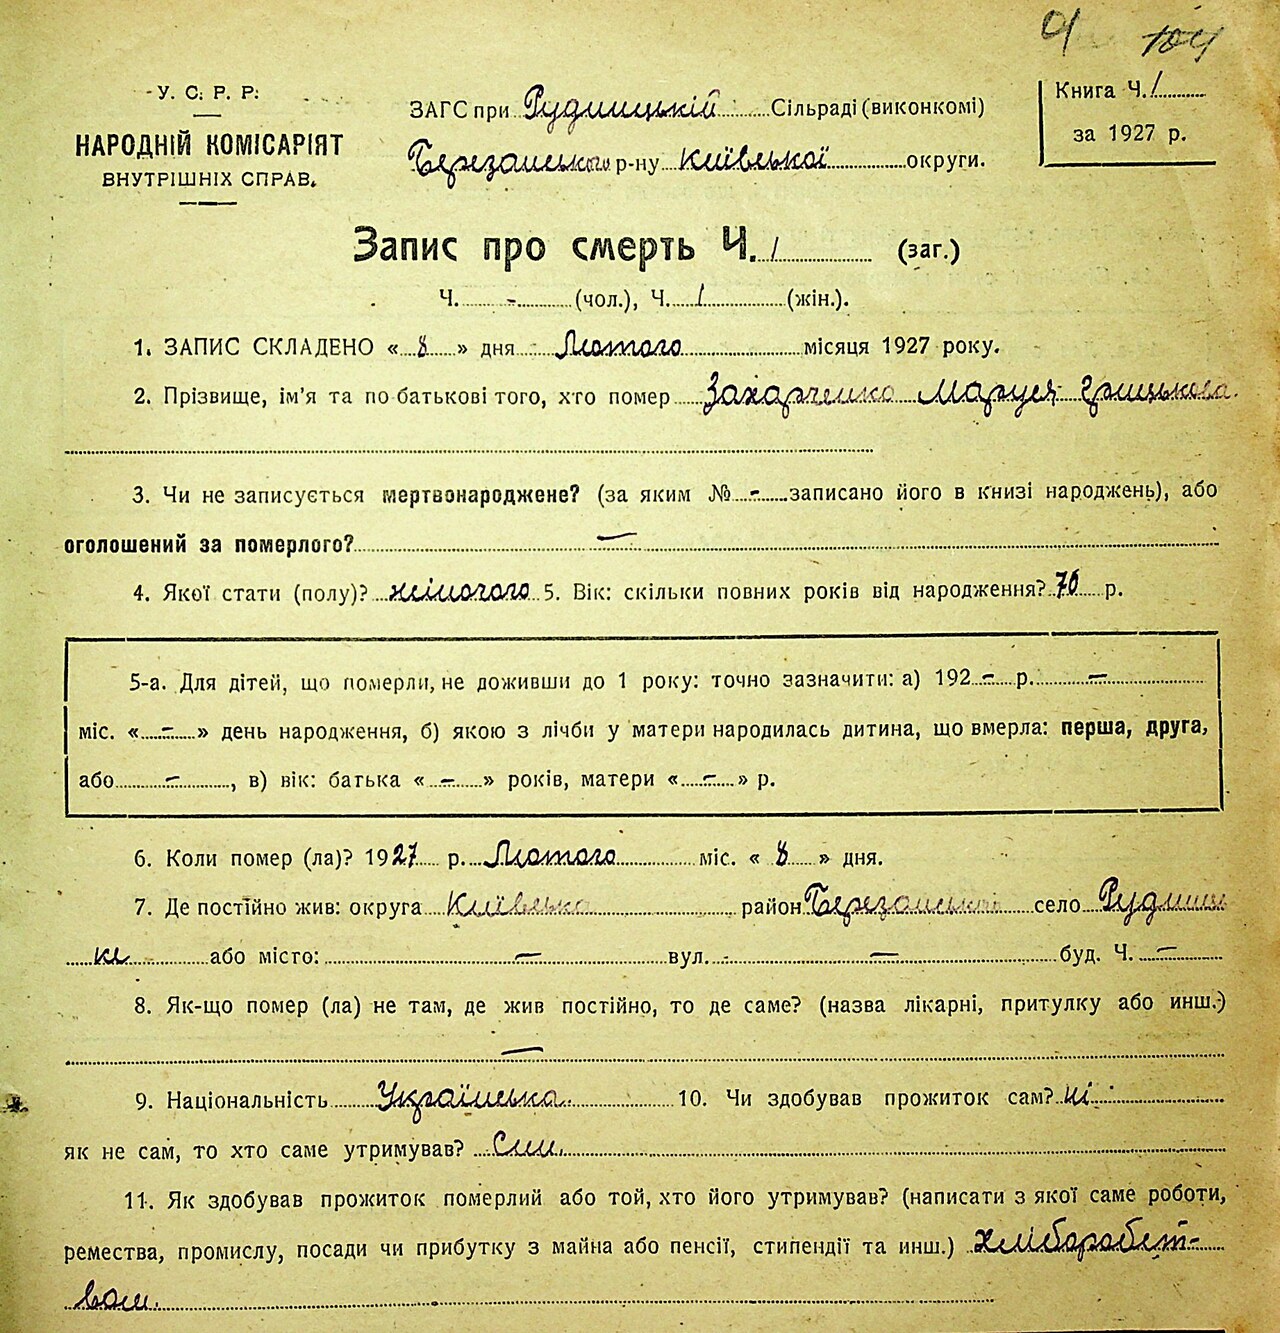 У. С. Р. Р.
НАРОДНІЙ КОМІСАРІЯТ
ВНУТРІШНІХ СПРАВ.
ЗАГС при Рудницькій Сільраді (виконкомі)
Березанського р-ну Київської округи.
104
Книга Ч. 1
за 1927 р.
Запис про смерть Ч. 1 (заг.)
Ч. - (чол.), Ч. 1 (жін.).
1. ЗАПИС СКЛАДЕНО « 8 » дня Лютого місяця 1927 року.
2. Прізвище, ім'я та по батькові того, хто помер Захарченко Грицькова
3. Чи не записується мертвонароджене? (за яким № - записано його в книзі народжень), або
оголошений за померлого? —
4. Якої стати (полу)? жіночого 5. Вік: скільки повних років від народження? 70 р.
5-а. Для дітей, що померли, не доживши до 1 року: точно зазначити: а) 192 - р. -
міс. « - » день народження, б) якою з лічби у матери народилась дитина, що вмерла: перша, друга,
або -, в) вік: батька « - » років, матери « - » р.
6. Коли помер (ла)? 1927 р. Лютого міс. « 8 » дня.
7. Де постійно жив: округа Київська район Березанський село Рудниць
ке або місто: — вул. — буд. Ч. —
8. Як-що помер (ла) не там, де жив постійно, то де саме? (назва лікарні, притулку або инш.)
—
9. Національність Українська 10. Чи здобував прожиток сам? ні
як не сам, то хто саме утримував? Син.
11. Як здобував прожиток померлий або той, хто його утримував? (написати з якої саме роботи,
ремества, промислу, посади чи прибутку з майна або пенсії, стипендії та инш.) хліборобст-
вом.